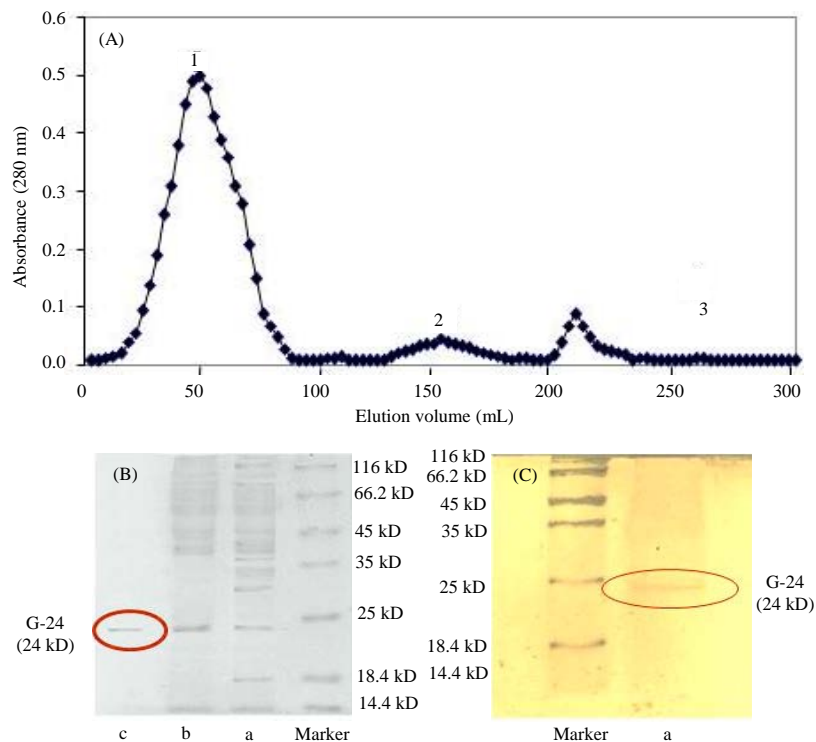 (A)
0.6
0.5
0.4
0.3
0.2
0.1
0.0
Absorbance (280 nm)
1
2
3
0 50 100 150 200 250 300
Elution volume (mL)
(B)
116 kD
66.2 kD
45 kD
35 kD
25 kD
18.4 kD
14.4 kD
G-24
(24 kD)
c b a Marker
(C)
116 kD
66.2 kD
45 kD
35 kD
25 kD
18.4 kD
14.4 kD
G-24
(24 kD)
Marker a